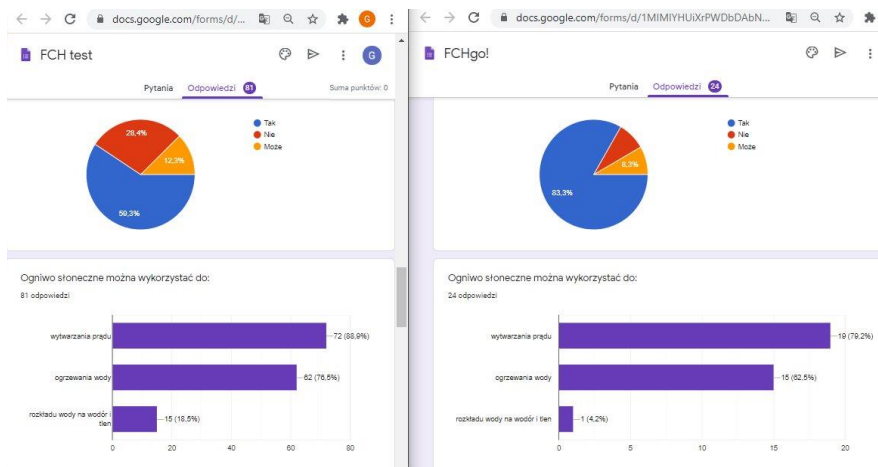 docs.google.com/forms/d/...
G
FCH test
G
Pytania Odpowiedzi 81 Suma punktów: 0
28,4%
12,3%
59,3%
Tak
Nie
Może
Ogniwo słoneczne można wykorzystać do:
81 odpowiedzi
wytwarzania prądu
72 (88,9%)
ogrzewania wody
62 (76,5%)
rozkładu wody na wodór i
tlen
15 (18,5%)
0 20 40 60 80
docs.google.com/forms/d/1MIMIYHUiXrPWDbDAbN...
FCHgo!
Pytania Odpowiedzi 24
8,3%
83,3%
Tak
Nie
Może
Ogniwo słoneczne można wykorzystać do:
24 odpowiedzi
wytwarzania prądu
19 (79,2%)
ogrzewania wody
15 (62,5%)
rozkładu wody na wodór i tlen
1 (4,2%)
0 5 10 15 20